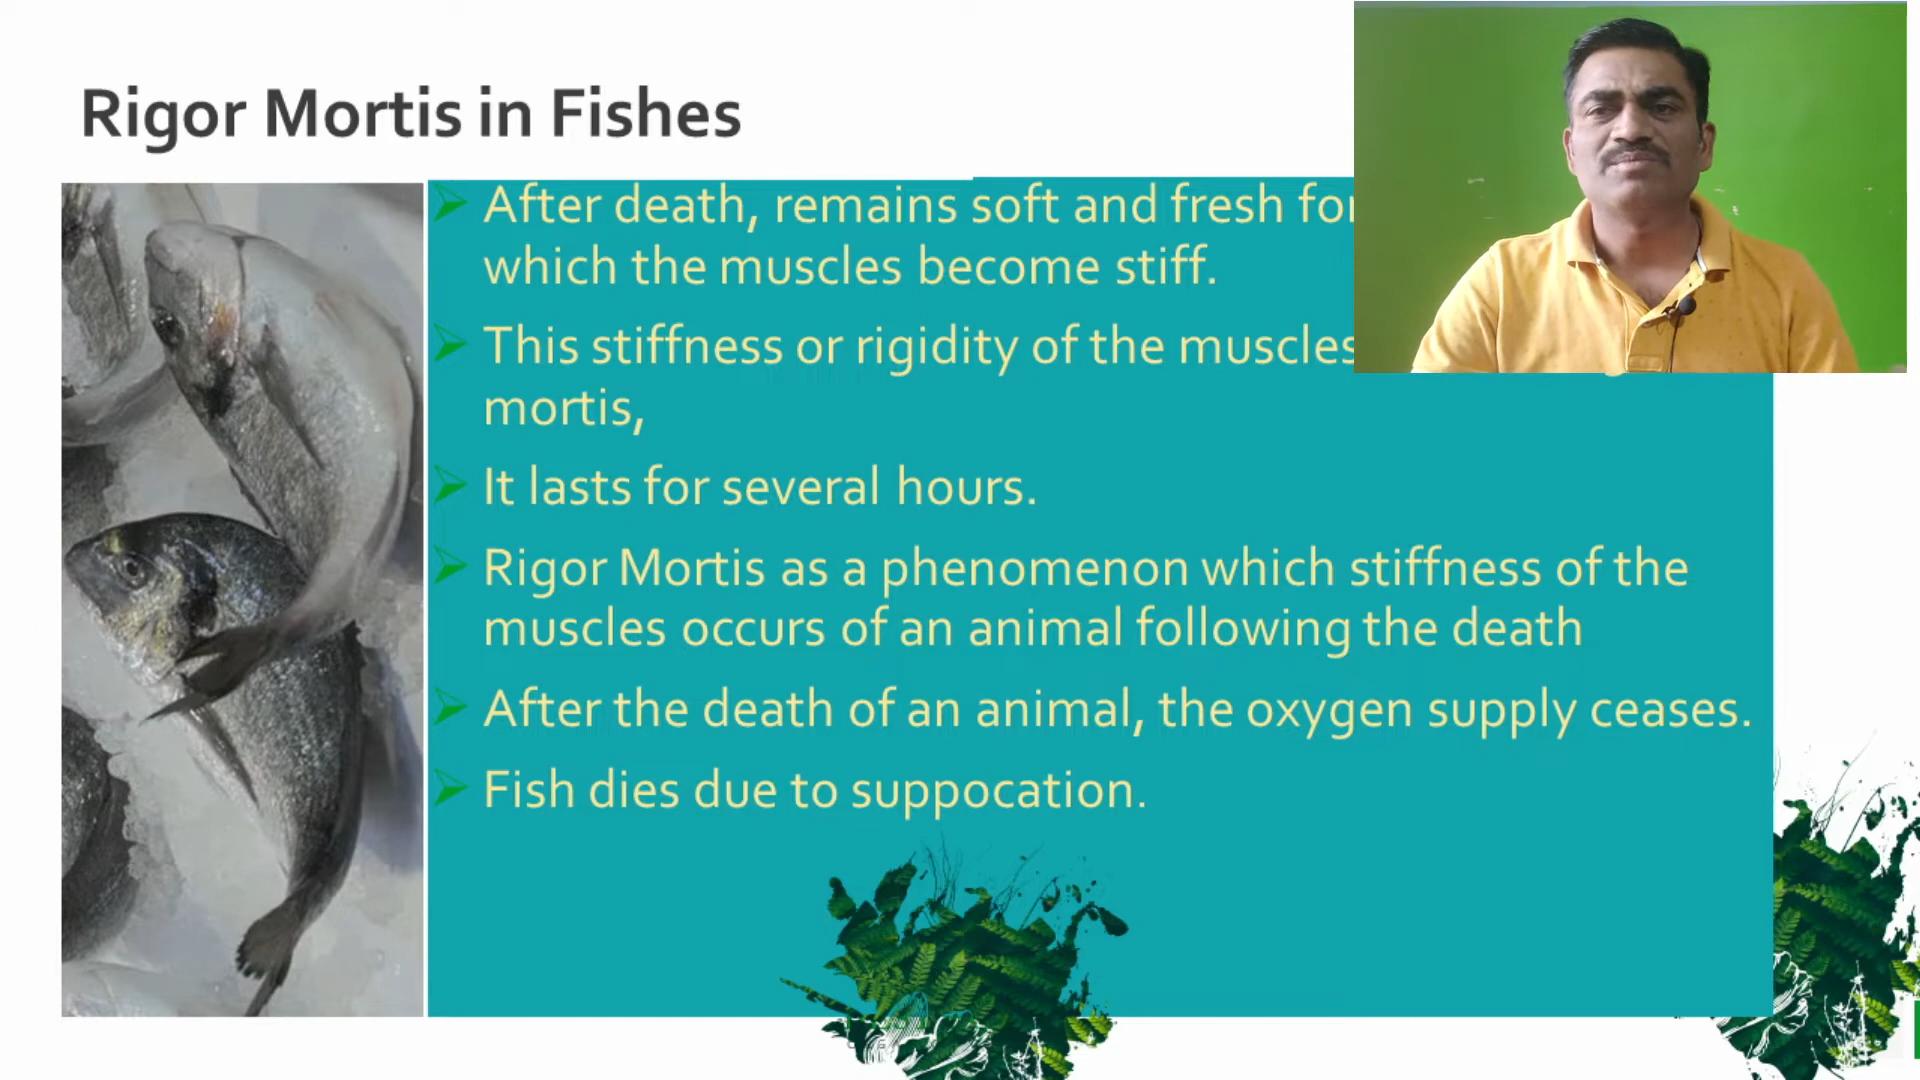 Rigor Mortis in Fishes
After death, remains soft and fresh for
which the muscles become stiff.
This stiffness or rigidity of the muscles
mortis,
It lasts for several hours.
Rigor Mortis as a phenomenon which stiffness of the
muscles occurs of an animal following the death
After the death of an animal, the oxygen supply ceases.
Fish dies due to suppocation.